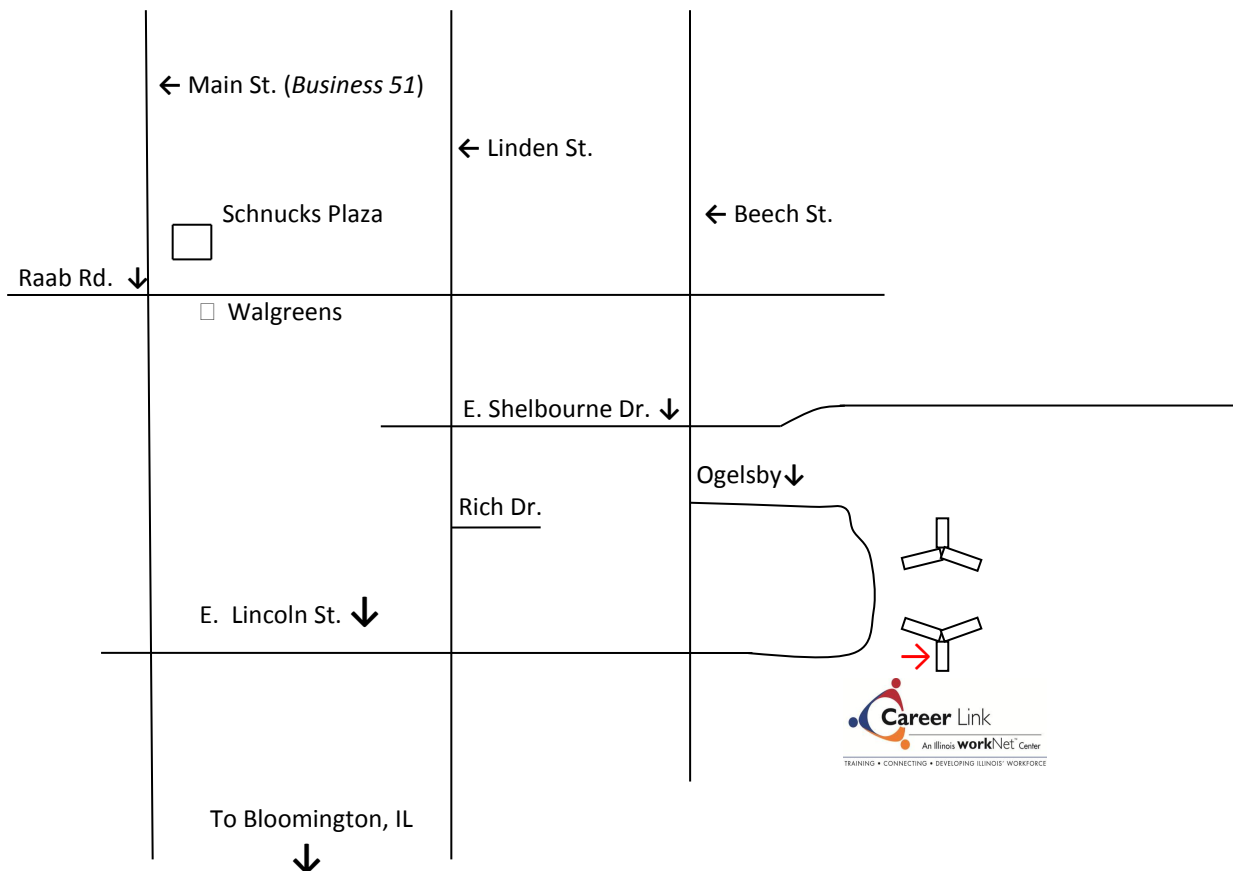 ← Main St. (Business 51)
← Linden St.
Schnucks Plaza
← Beech St.
Raab Rd. ↓
Walgreens
E. Shelbourne Dr. ↓
Ogelsby↓
Rich Dr.
E. Lincoln St. ↓
Career Link
An Illinois workNet™ Center
TRAINING • CONNECTING • DEVELOPING ILLINOIS' WORKFORCE
To Bloomington, IL
↓